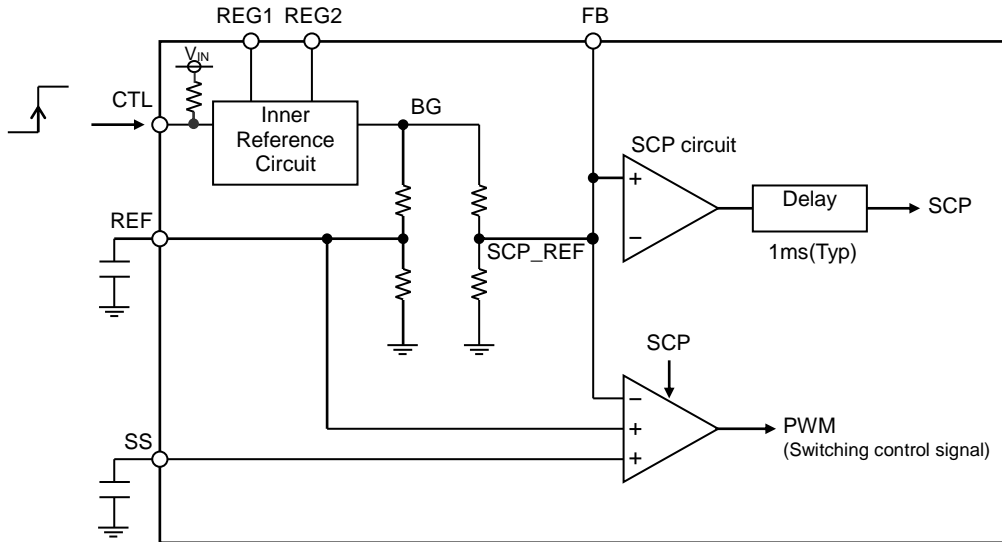 REG1 REG2 FB
VIN
CTL
Inner
Reference
Circuit
BG
SCP circuit
+
−
Delay
SCP
1ms(Typ)
REF
SCP_REF
SCP
−
+
+
PWM
(Switching control signal)
SS